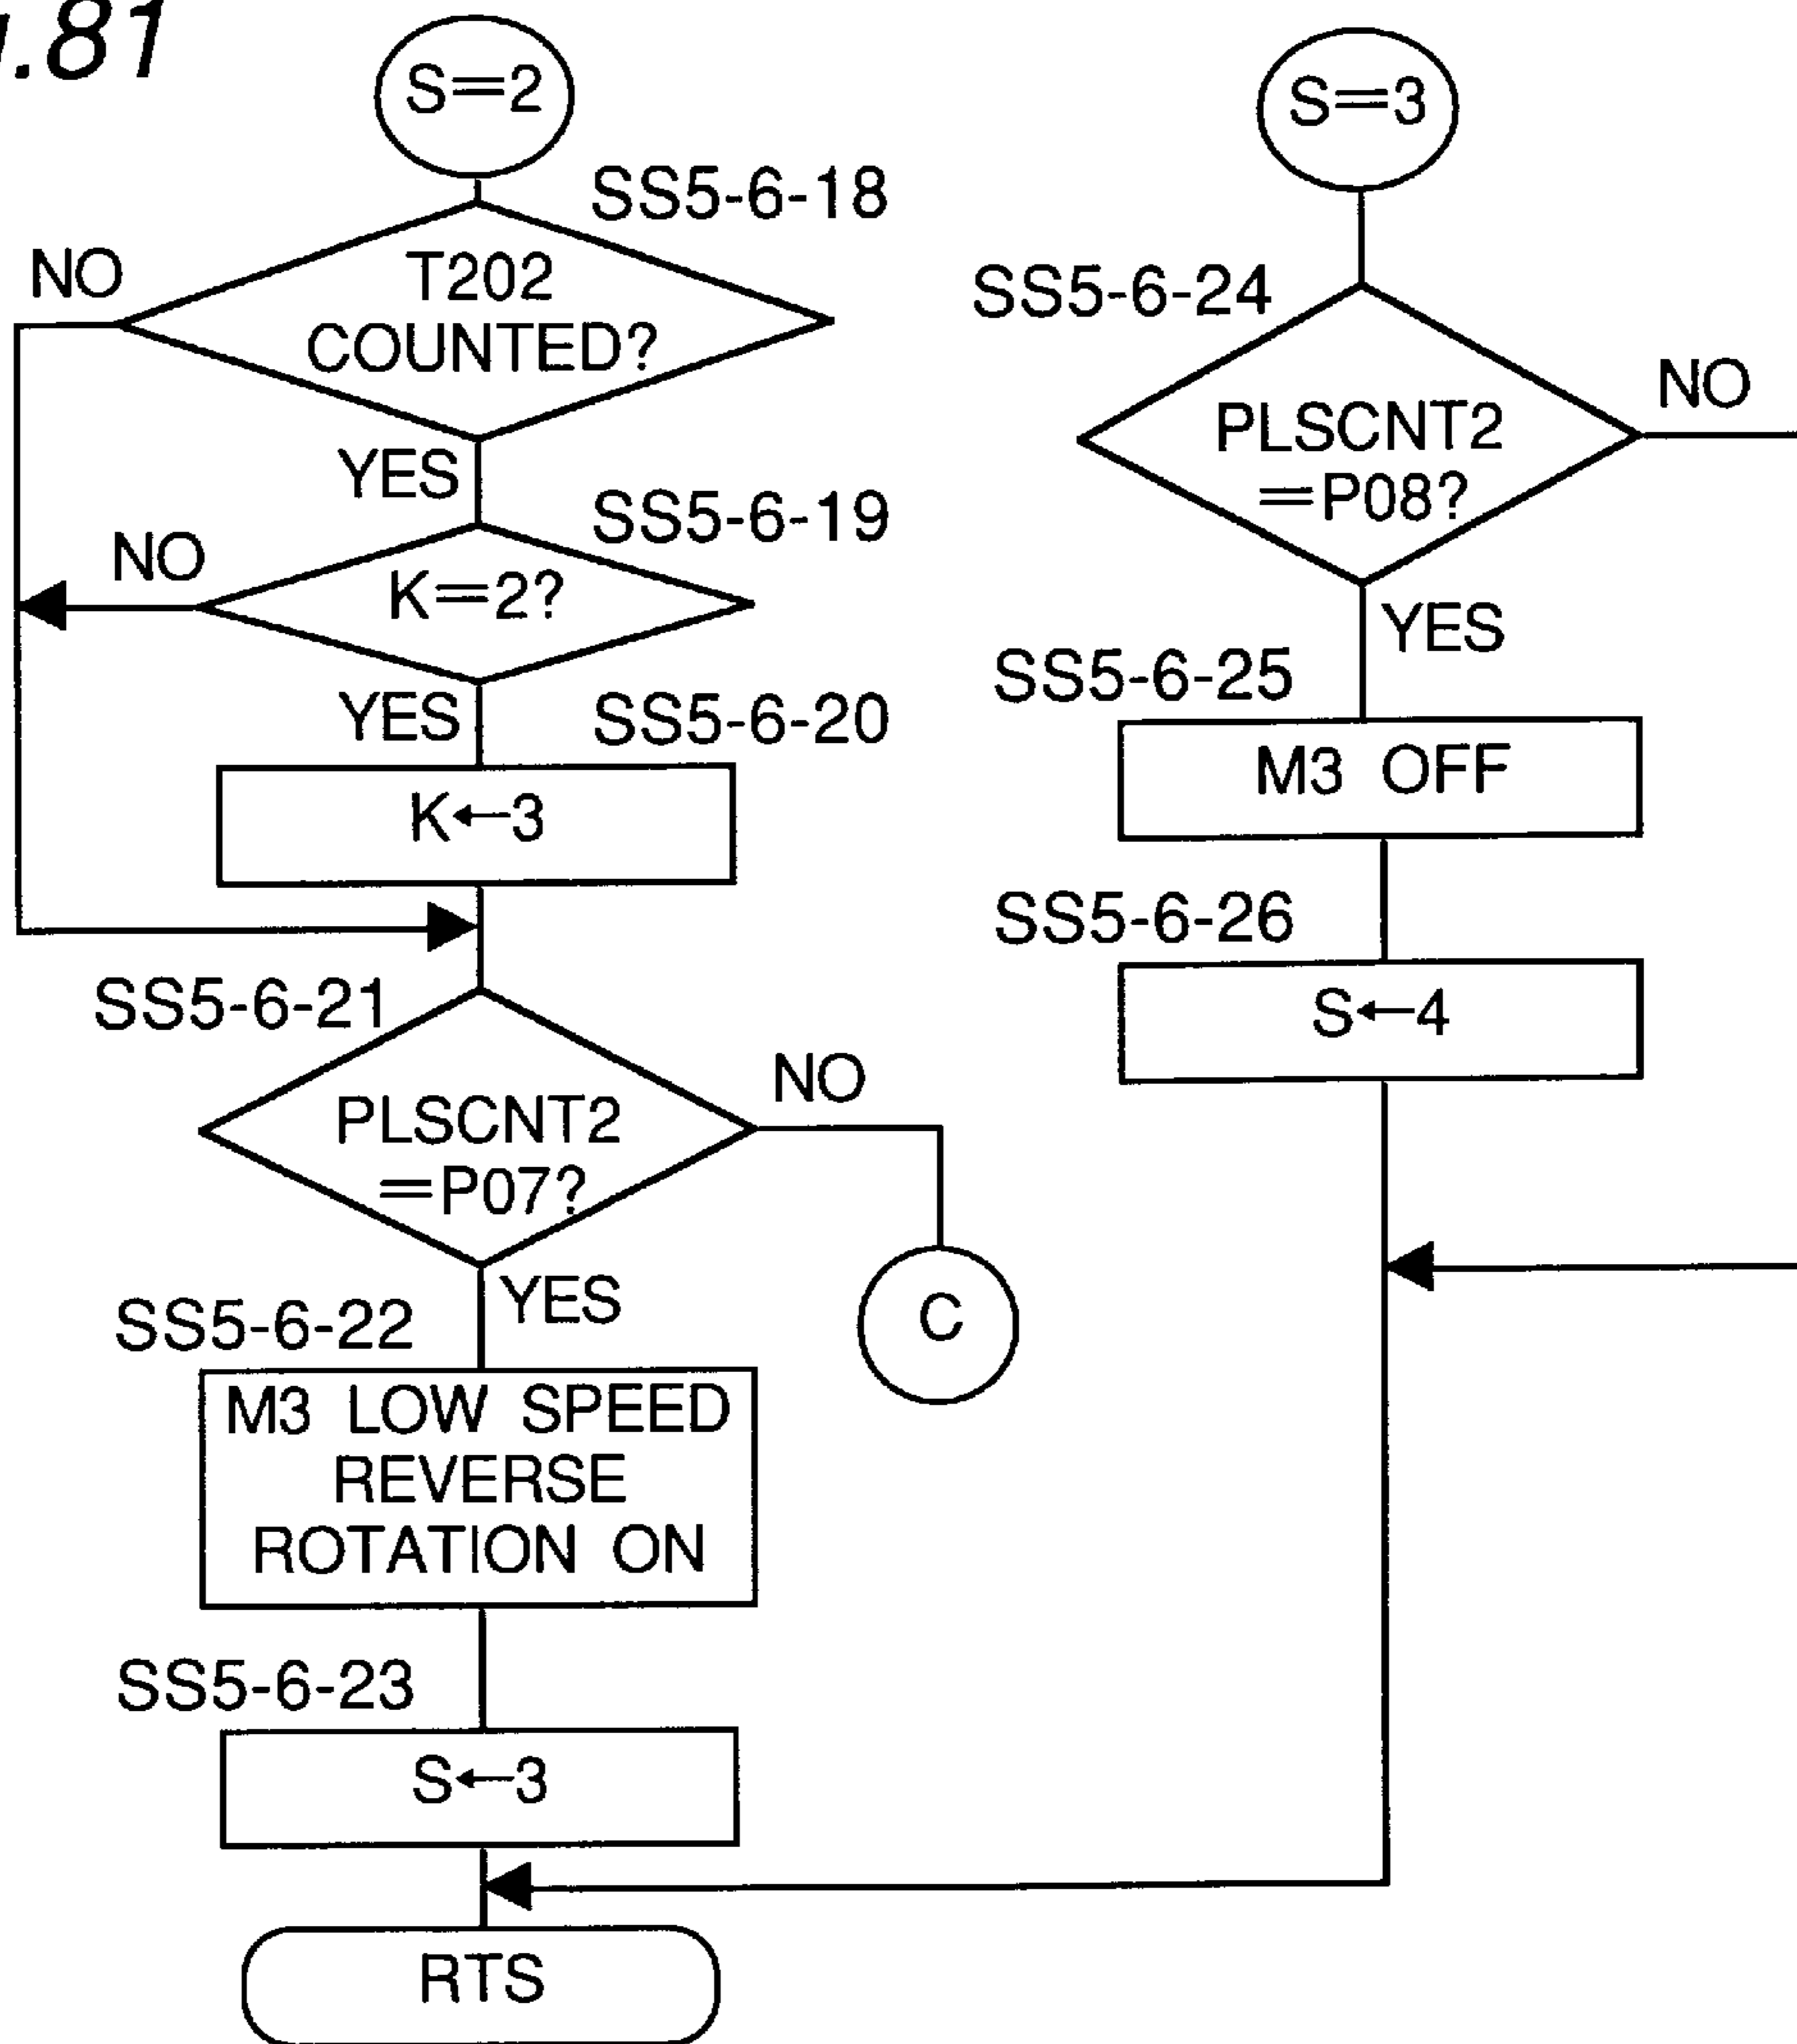 .81
S=2
SS5-6-18
NO
T202
COUNTED?
YES
SS5-6-19
NO
K=2?
YES
SS5-6-20
K←3
SS5-6-21
NO
PLSCNT2
=P07?
C
YES
SS5-6-22
M3 LOW SPEED
REVERSE
ROTATION ON
SS5-6-23
S←3
RTS
S=3
SS5-6-24
NO
PLSCNT2
=P08?
YES
SS5-6-25
M3 OFF
SS5-6-26
S←4